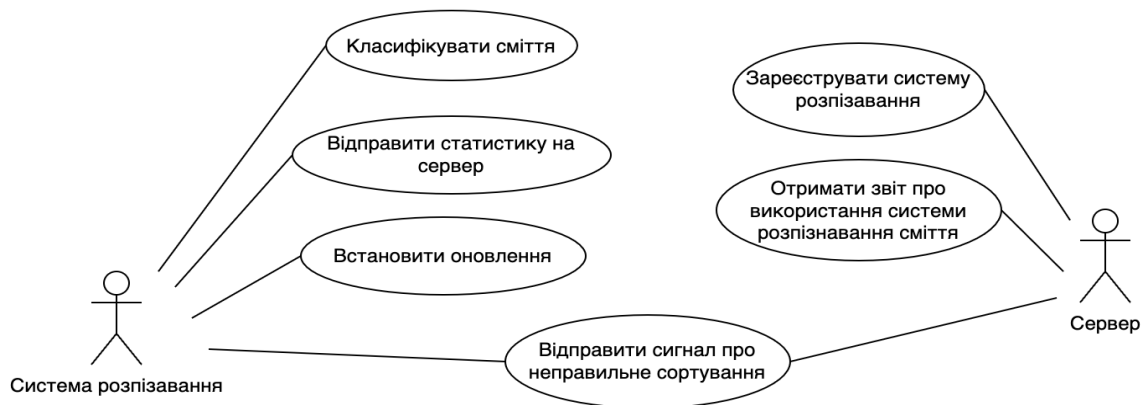 Класифікувати сміття
Зареєструвати систему
розпізавання
Відправити статистику на
сервер
Отримати звіт про
використання системи
розпізнавання сміття
Встановити оновлення
Сервер
Відправити сигнал про
неправильне сортування
Система розпізавання